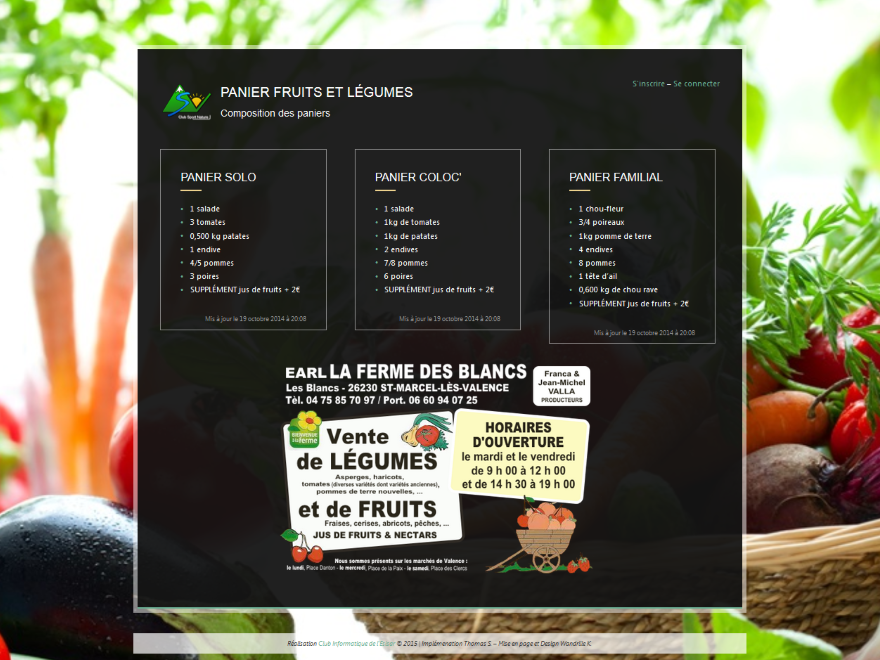 S'inscrire – Se connecter
PANIER FRUITS ET LÉGUMES
Composition des paniers
PANIER SOLO
1 salade
3 tomates
0,500 kg patates
1 endive
4/5 pommes
3 poires
SUPPLÉMENT jus de fruits + 2€
Mis à jour le 19 octobre 2014 à 20:08
PANIER COLOC'
1 salade
1kg de tomates
1kg de patates
2 endives
7/8 pommes
6 poires
SUPPLÉMENT jus de fruits + 2€
Mis à jour le 19 octobre 2014 à 20:08
PANIER FAMILIAL
1 chou-fleur
3/4 poireaux
1kg pomme de terre
4 endives
8 pommes
1 tête d'ail
0,600 kg de chou rave
SUPPLÉMENT jus de fruits + 2€
Mis à jour le 19 octobre 2014 à 20:08
EARL LA FERME DES BLANCS
Les Blancs - 26230 ST-MARCEL-LÈS-VALENCE
Tèl. 04 75 85 70 97 / Port. 06 60 94 07 25
Franca &
Jean-Michel
VALLA
PRODUCTEURS
BIENVENUE
à la ferme
Vente
de LÉGUMES
Asperges, haricots,
tomates (diverses variétés dont variétés anciennes),
pommes de terre nouvelles, ...
et de FRUITS
Fraises, cerises, abricots, pêches, ...
JUS DE FRUITS & NECTARS
HORAIRES
D'OUVERTURE
le mardi et le vendredi
de 9 h 00 à 12 h 00
et de 14 h 30 à 19 h 00
Nous sommes présents sur les marchés de Valence :
le lundi, Place Danton - le mercredi, Place de la Paix - le samedi, Place des Clercs
Réalisation Club Informatique de l'Esisar © 2015 | Implémentation Thomas S. – Mise en page et Design Wandrille K.